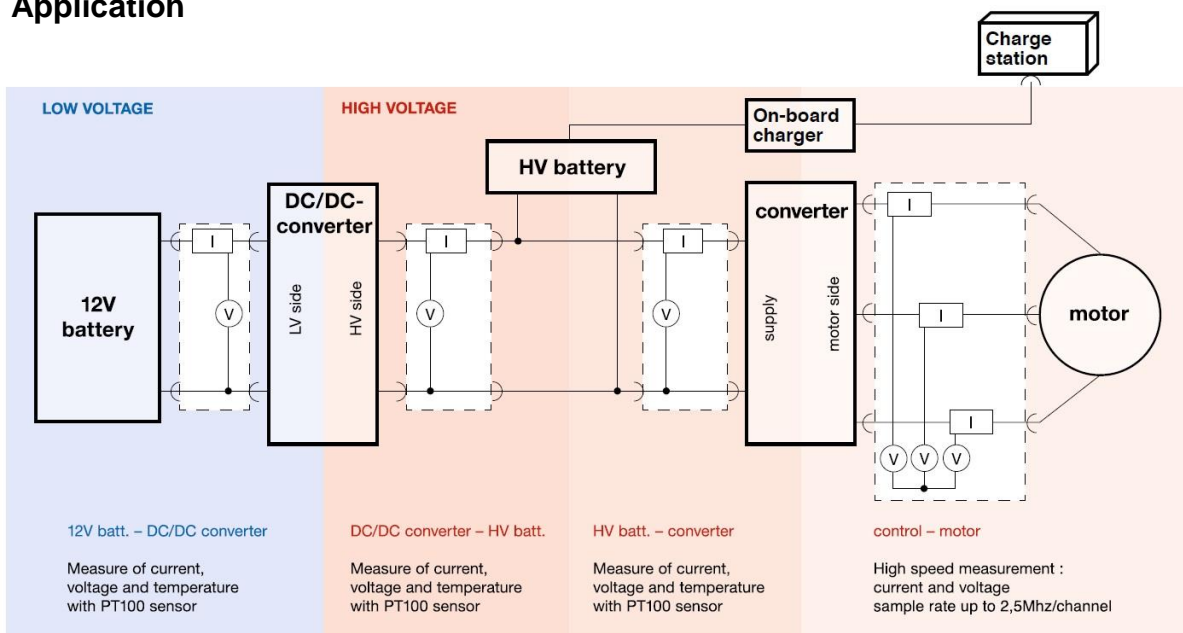 Application
Charge
station
LOW VOLTAGE
HIGH VOLTAGE
On-board
charger
HV battery
DC/DC-
converter
converter
I
I
I
I
I
I
12V
battery
V
LV side
HV side
V
V
supply
motor side
motor
V
V
V
12V batt. – DC/DC converter
Measure of current,
voltage and temperature
with PT100 sensor
DC/DC converter – HV batt.
Measure of current,
voltage and temperature
with PT100 sensor
HV batt. – converter
Measure of current,
voltage and temperature
with PT100 sensor
control – motor
High speed measurement :
current and voltage
sample rate up to 2,5Mhz/channel